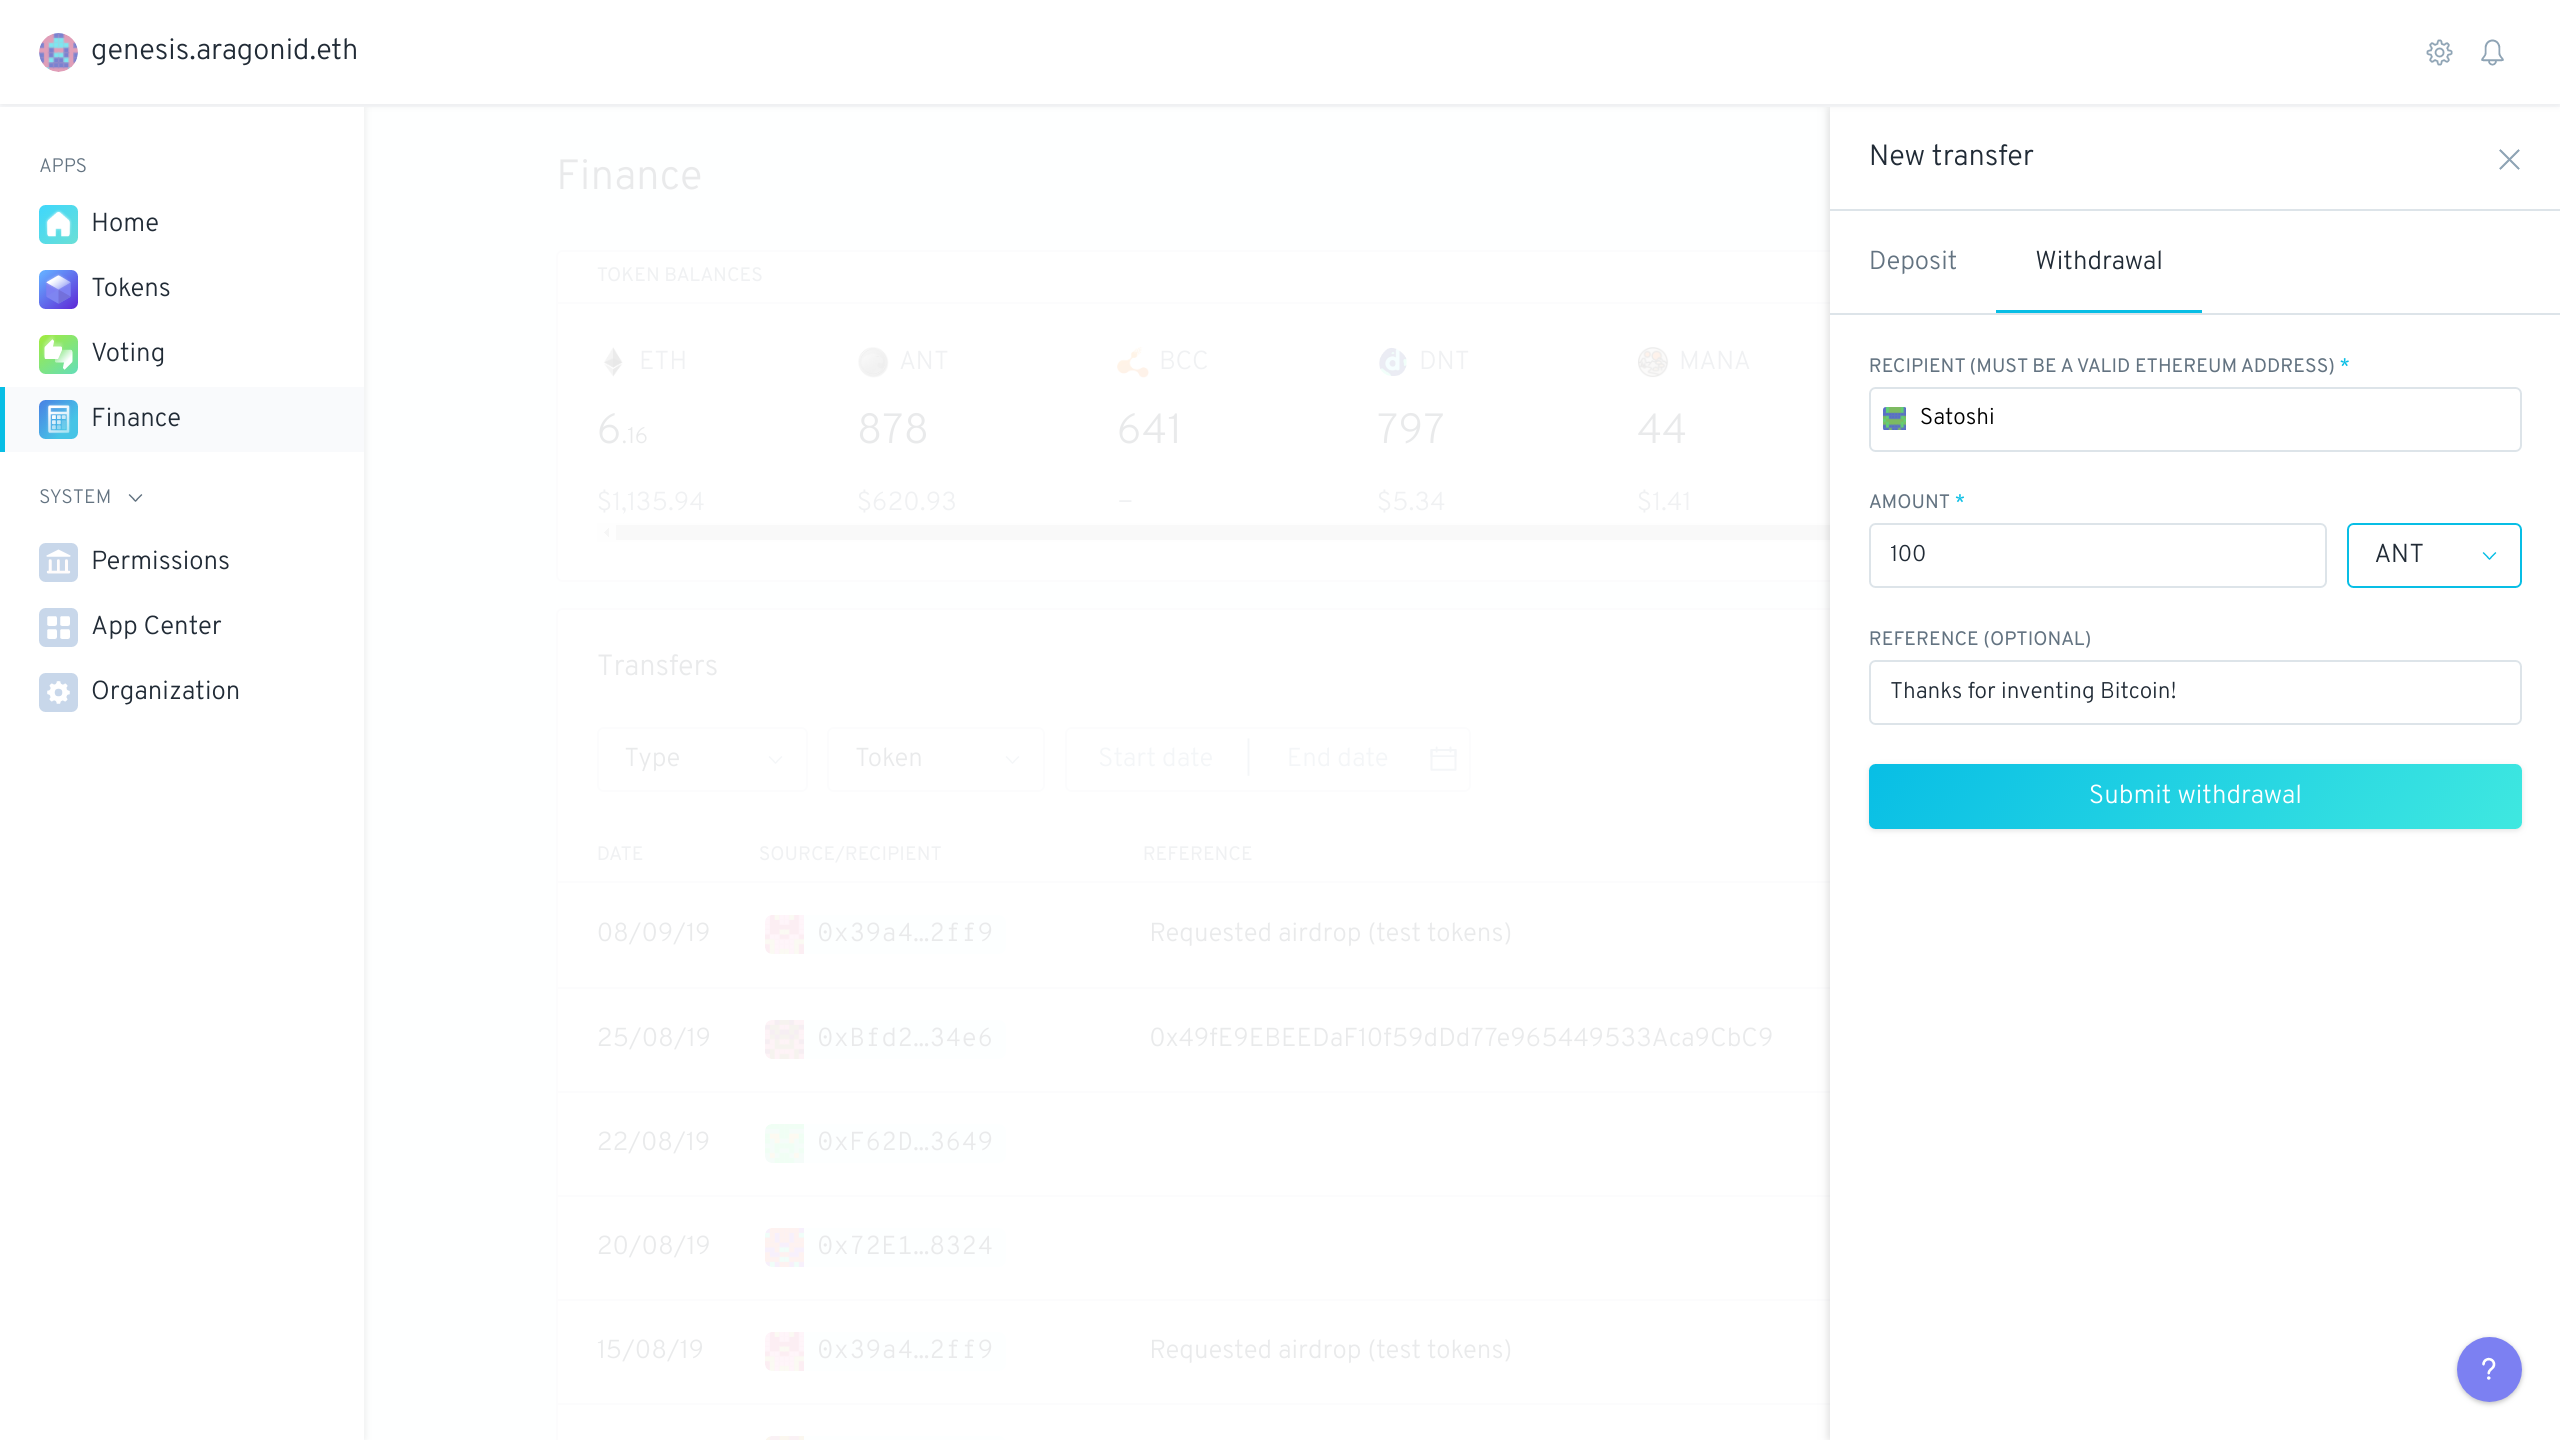 genesis.aragonid.eth
APPS
Home
Tokens
Voting
Finance
SYSTEM
Permissions
App Center
Organization
Finance
TOKEN BALANCES
ETH ANT BCC DNT MANA
6.16 878 641 797 44
$1,135.94 $620.93 – $5.34 $1.41
Transfers
Type Token Start date End date
DATE SOURCE/RECIPIENT REFERENCE
08/09/19 0x39a4…2ff9 Requested airdrop (test tokens)
25/08/19 0xBfd2…34e6 0x49fE9EBEEDaF10f59dDd77e965449533Aca9CbC9
22/08/19 0xF62D…3649
20/08/19 0x72E1…8324
15/08/19 0x39a4…2ff9 Requested airdrop (test tokens)
New transfer
Deposit Withdrawal
RECIPIENT (MUST BE A VALID ETHEREUM ADDRESS) *
Satoshi
AMOUNT *
100 ANT
REFERENCE (OPTIONAL)
Thanks for inventing Bitcoin!
Submit withdrawal
?